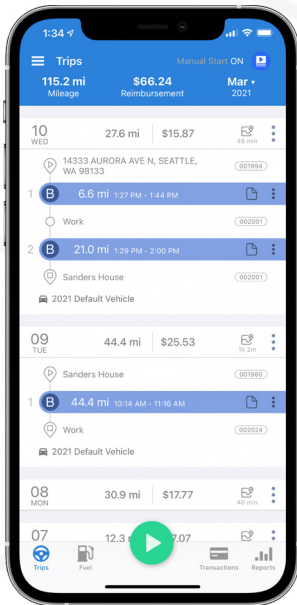 1:34
Trips Manual Start ON
115.2 mi $66.24 Mar
Mileage Reimbursement 2021
10 27.6 mi $15.87
WED 48 min
14333 AURORA AVE N, SEATTLE, 001994
WA 98133
1 B 6.6 mi 1:27 PM - 1:44 PM
Work 002001
2 B 21.0 mi 1:29 PM - 2:00 PM
Sanders House 002001
2021 Default Vehicle
09 44.4 mi $25.53
TUE 1h 2m
Sanders House 001980
1 B 44.4 mi 10:14 AM - 11:16 AM
Work 002024
2021 Default Vehicle
08 30.9 mi $17.77
MON 40 min
07 12.3 7.07
Trips Fuel Transactions Reports